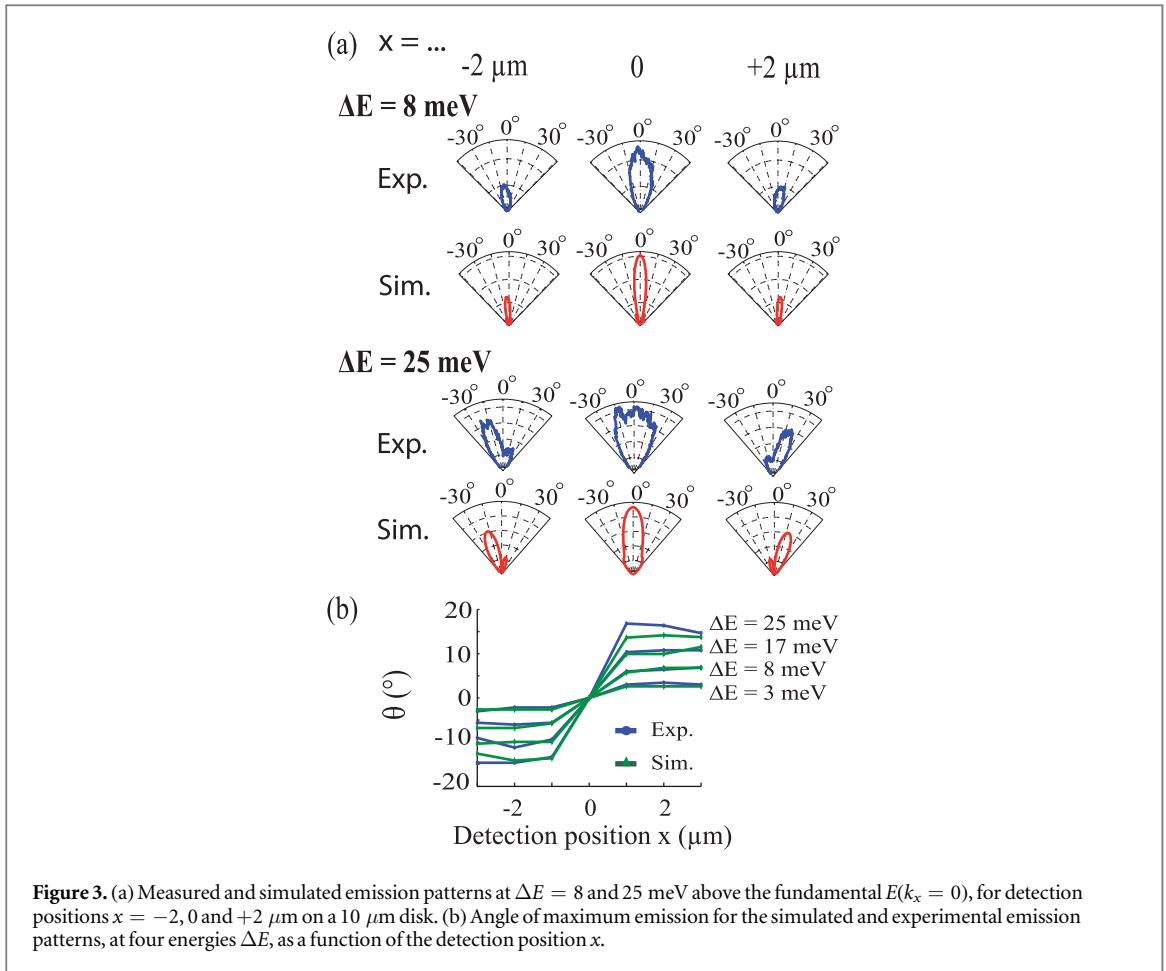 (a) x = ...
-2 µm 0 +2 µm
ΔE = 8 meV
-30° 0° 30° -30° 0° 30° -30° 0° 30°
Exp.
-30° 0° 30° -30° 0° 30° -30° 0° 30°
Sim.
ΔE = 25 meV
-30° 0° 30° -30° 0° 30° -30° 0° 30°
Exp.
-30° 0° 30° -30° 0° 30° -30° 0° 30°
Sim.
(b)
20
10
0
-10
-20
θ (°)
ΔE = 25 meV
ΔE = 17 meV
ΔE = 8 meV
ΔE = 3 meV
Exp.
Sim.
-2 0 2
Detection position x (µm)
Figure 3. (a) Measured and simulated emission patterns at ΔE = 8 and 25 meV above the fundamental E(kₓ = 0), for detection
positions x = −2, 0 and +2 µm on a 10 µm disk. (b) Angle of maximum emission for the simulated and experimental emission
patterns, at four energies ΔE, as a function of the detection position x.